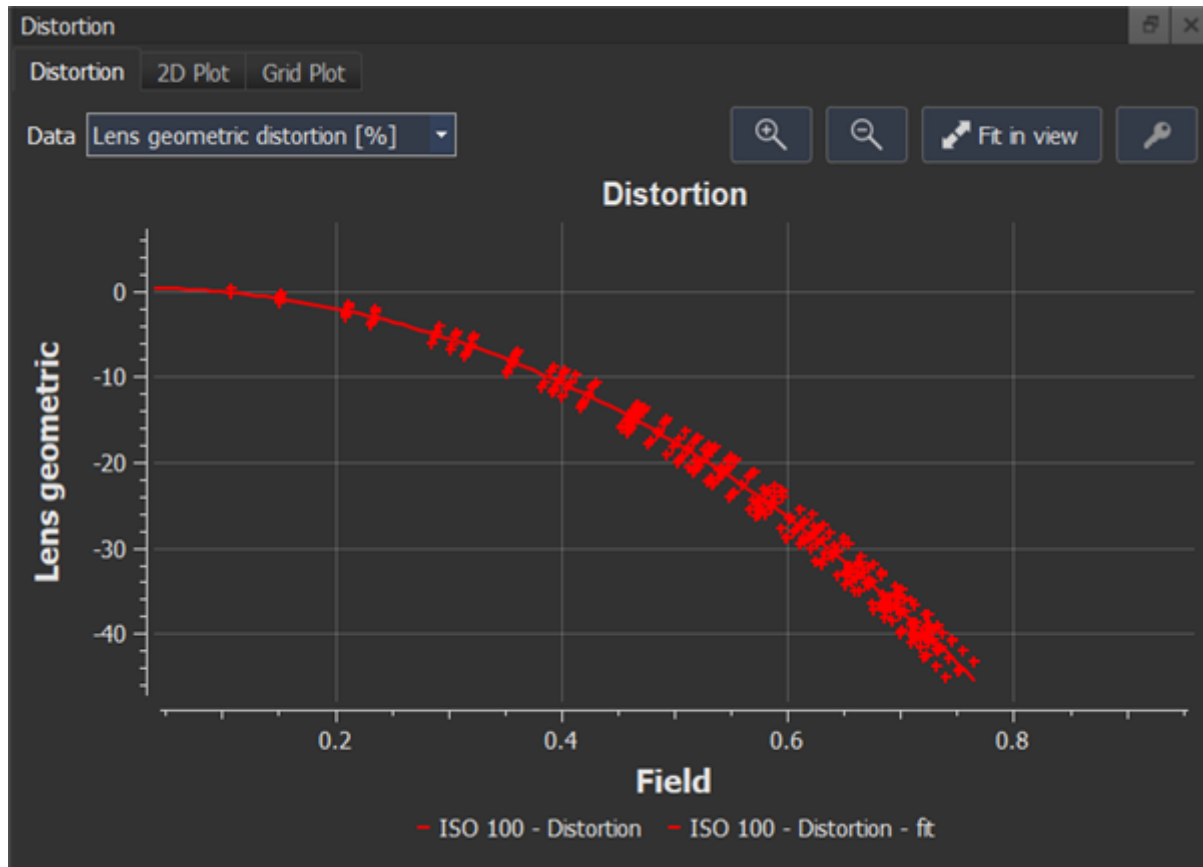 Distortion
Distortion 2D Plot Grid Plot
Data Lens geometric distortion [%] Fit in view
Distortion
Lens geometric
0
-10
-20
-30
-40
0.2 0.4 0.6 0.8
Field
ISO 100 - Distortion ISO 100 - Distortion - fit